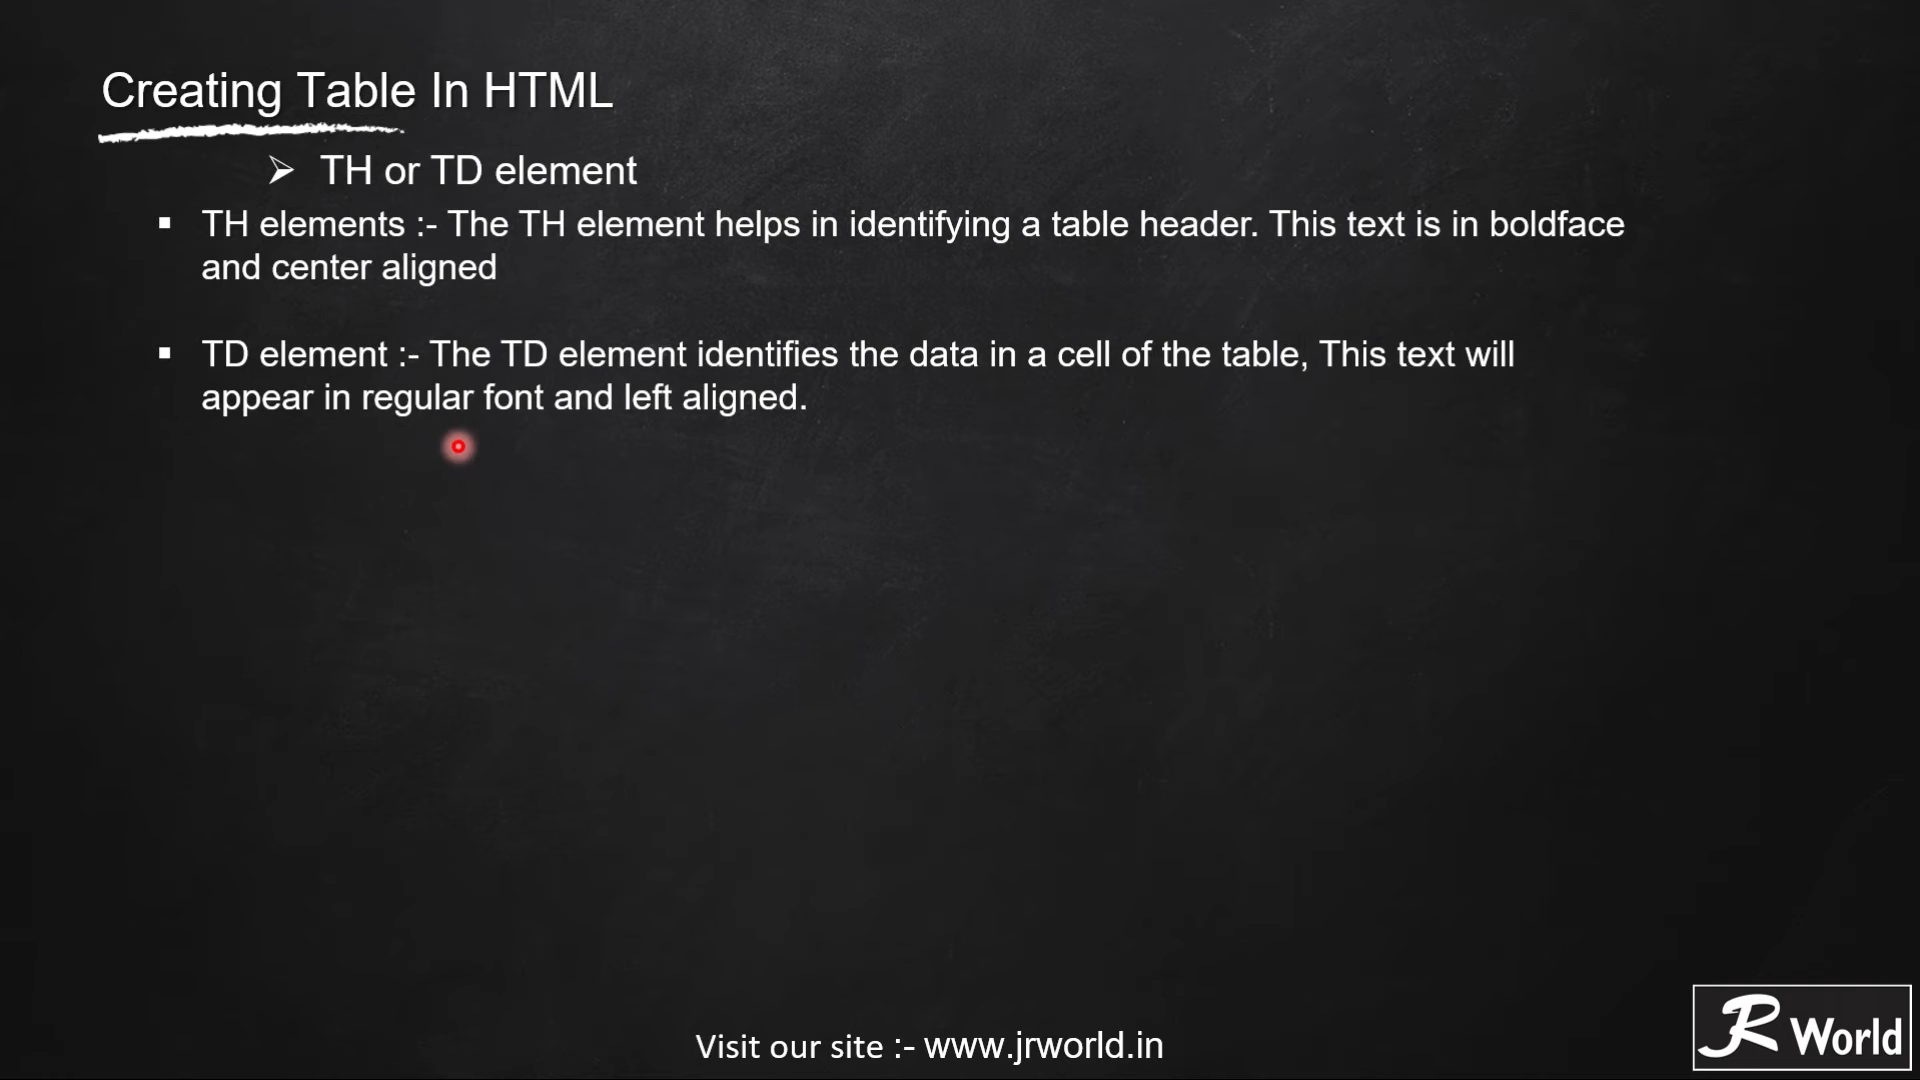 Creating Table In HTML
➢ TH or TD element
▪ TH elements :- The TH element helps in identifying a table header. This text is in boldface
and center aligned
▪ TD element :- The TD element identifies the data in a cell of the table, This text will
appear in regular font and left aligned.
Visit our site :- www.jrworld.in
JR World